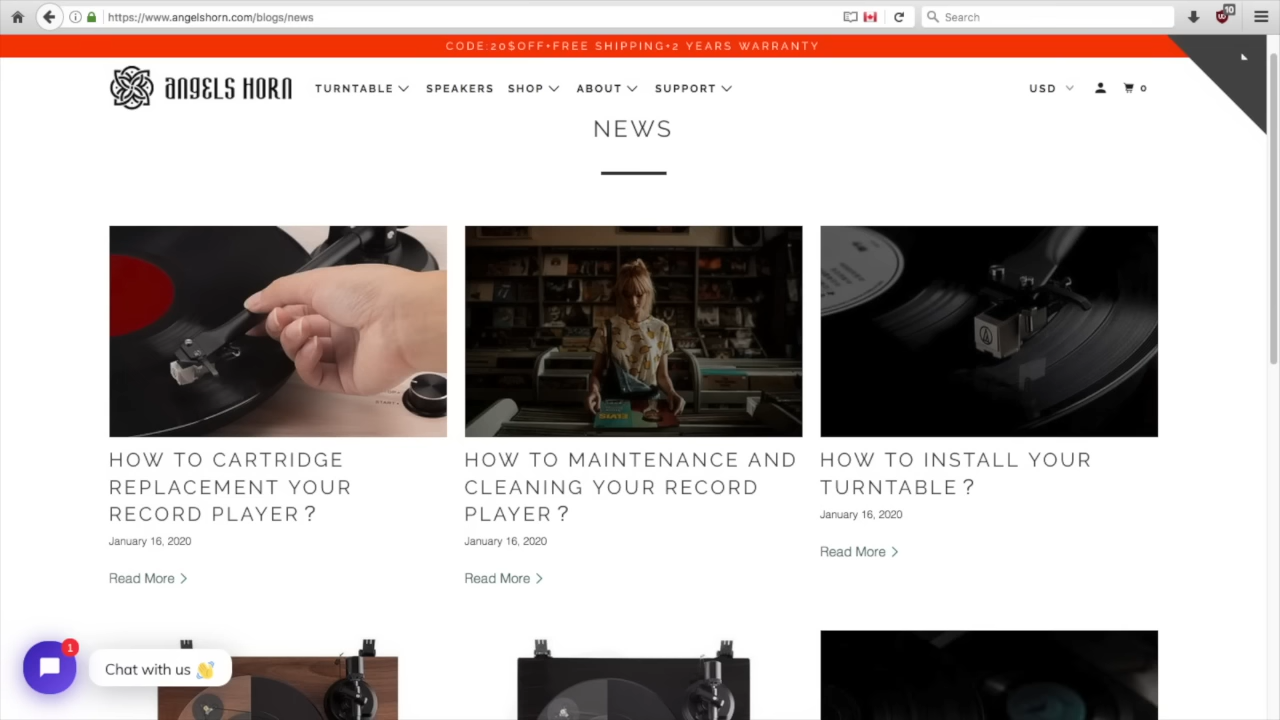 https://www.angelshorn.com/blogs/news
Search
10
CODE:20$OFF+FREE SHIPPING+2 YEARS WARRANTY
ANGELS HORN
TURNTABLE
SPEAKERS
SHOP
ABOUT
SUPPORT
USD
0
NEWS
HOW TO CARTRIDGE
REPLACEMENT YOUR
RECORD PLAYER？
January 16, 2020
Read More
HOW TO MAINTENANCE AND
CLEANING YOUR RECORD
PLAYER？
January 16, 2020
Read More
HOW TO INSTALL YOUR
TURNTABLE？
January 16, 2020
Read More
1
Chat with us 👋